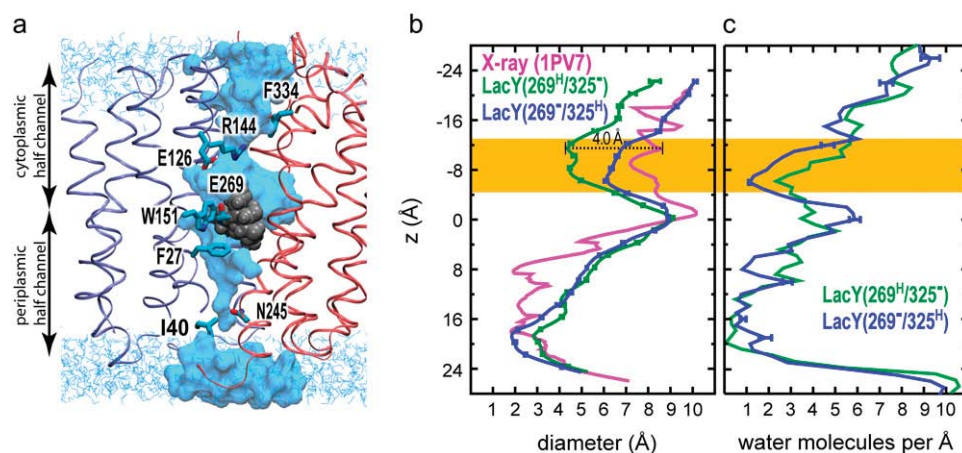 a
cytoplasmic
half channel
periplasmic
half channel
F334
R144
E126
E269
W151
F27
N245
I40
b
X-ray (1PV7)
LacY(269ᴴ/325⁻)
LacY(269⁻/325ᴴ)
4.0 Å
z (Å)
-24
-16
-8
0
8
16
24
1 2 3 4 5 6 7 8 9 10
diameter (Å)
c
LacY(269ᴴ/325⁻)
LacY(269⁻/325ᴴ)
1 2 3 4 5 6 7 8 9 10
water molecules per Å